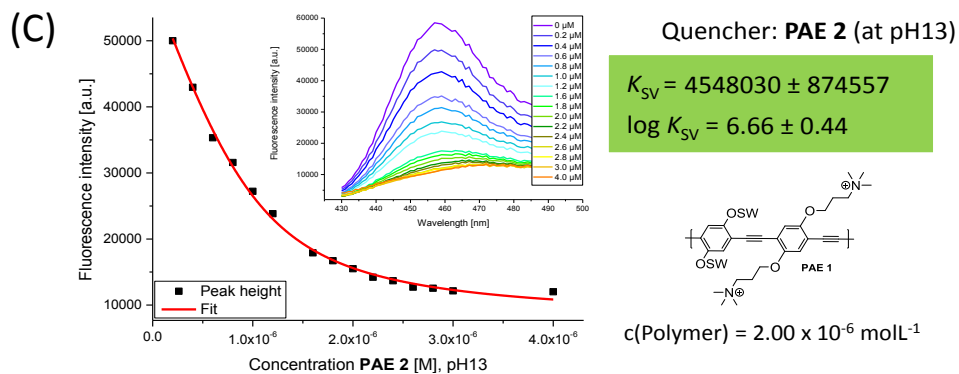 (C)
Quencher: PAE 2 (at pH13)
K_SV = 4548030 ± 874557
log K_SV = 6.66 ± 0.44
Fluorescence intensity [a.u.]
50000
40000
30000
20000
10000
0.0
1.0x10⁻⁶
2.0x10⁻⁶
3.0x10⁻⁶
4.0x10⁻⁶
Concentration PAE 2 [M], pH13
Peak height
Fit
Fluorescence intensity [a.u.]
60000
50000
40000
30000
20000
10000
430
440
450
460
470
480
490
500
Wavelength [nm]
0 µM
0.2 µM
0.4 µM
0.6 µM
0.8 µM
1.0 µM
1.2 µM
1.6 µM
1.8 µM
2.0 µM
2.2 µM
2.4 µM
2.6 µM
2.8 µM
3.0 µM
4.0 µM
OSW
OSW
O
O
N
⊕
N
⊕
PAE 1
c(Polymer) = 2.00 x 10⁻⁶ molL⁻¹